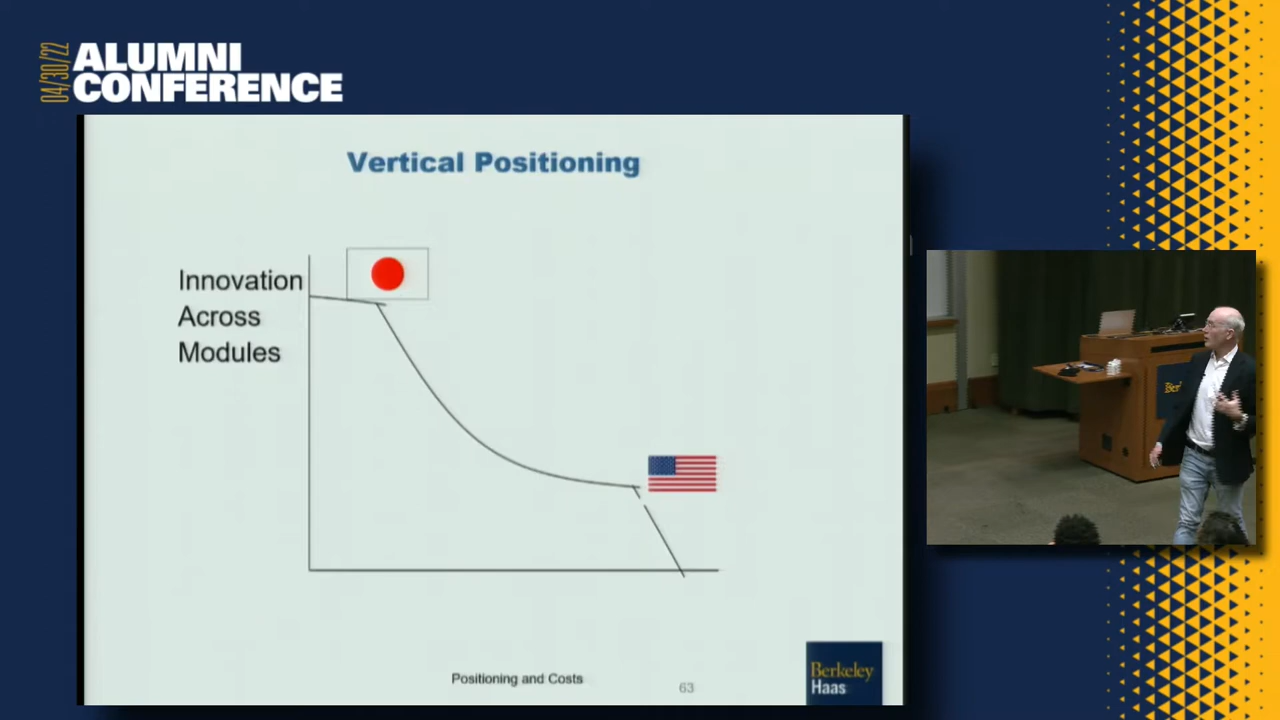 04/30/22
ALUMNI
CONFERENCE
Vertical Positioning
Innovation
Across
Modules
Positioning and Costs
63
Berkeley
Haas